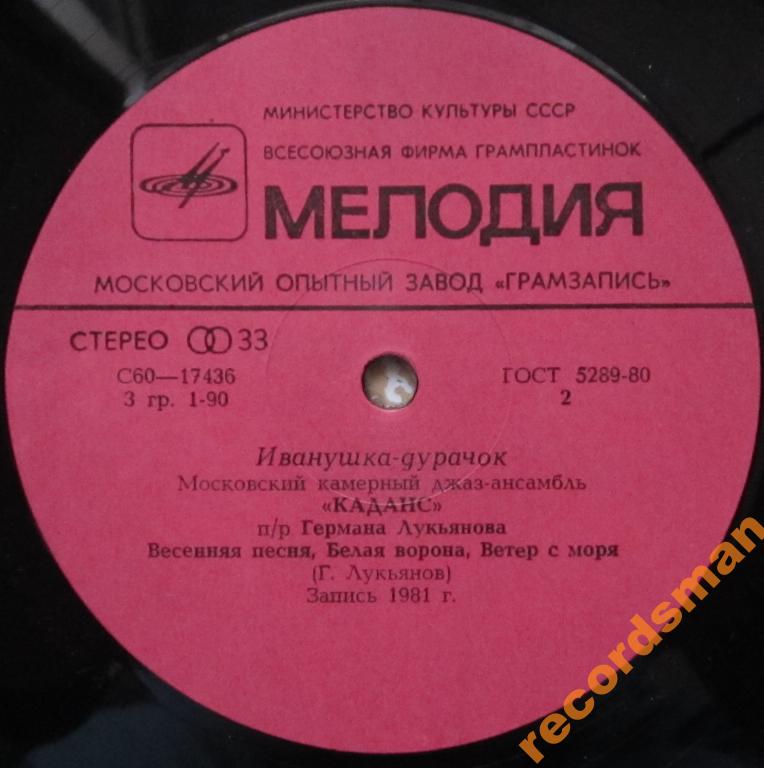 МИНИСТЕРСТВО КУЛЬТУРЫ СССР
ВСЕСОЮЗНАЯ ФИРМА ГРАМПЛАСТИНОК
МЕЛОДИЯ
МОСКОВСКИЙ ОПЫТНЫЙ ЗАВОД «ГРАМЗАПИСЬ»
СТЕРЕО 33
С60—17436
3 гр. 1-90
ГОСТ 5289-80
2
Иванушка-дурачок
Московский камерный джаз-ансамбль
«КАДАНС»
п/р Германа Лукьянова
Весенняя песня, Белая ворона, Ветер с моря
(Г. Лукьянов)
Запись 1981 г.
recordsman